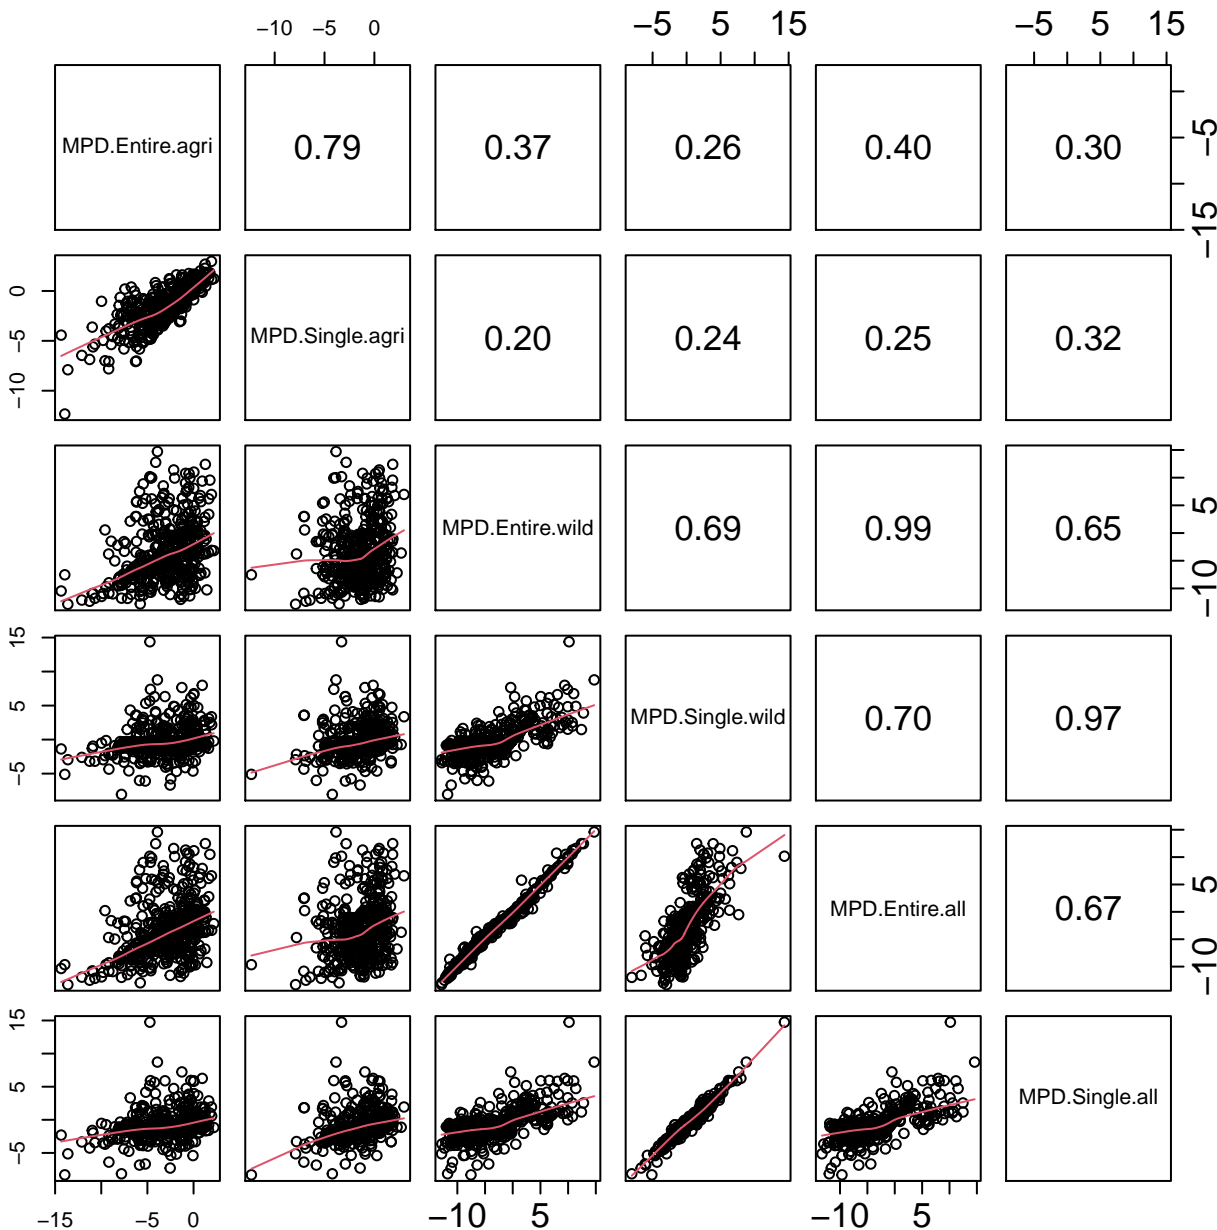 −10 −5 0 −5 5 15 −5 5 15
MPD.Entire.agri 0.79 0.37 0.26 0.40 0.30
−15 −5
0.20 0.24 0.25 0.32
MPD.Single.agri
−10 −5 0
MPD.Entire.wild 0.69 0.99 0.65
−10 5
MPD.Single.wild 0.70 0.97
−5 5 15
MPD.Entire.all 0.67
−10 5
MPD.Single.all
−5 5 15
−15 −5 0 −10 5 −10 5